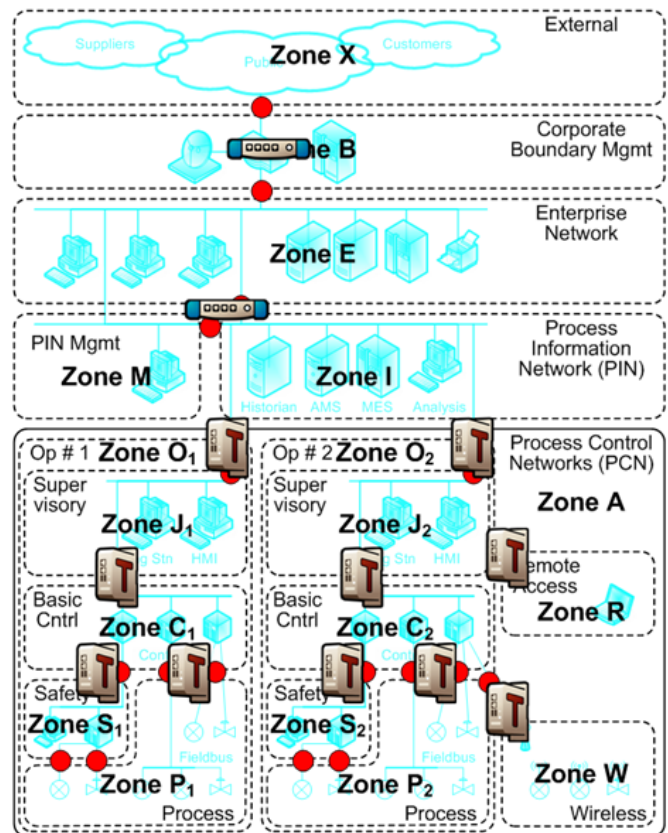 External
Suppliers
Customers
Zone X
Corporate
Boundary Mgmt
Enterprise
Network
Zone E
PIN Mgmt
Process
Information
Network (PIN)
Zone M
Zone I
Historian AMS MES Analysis
Op # 1 Zone O1
Op # 2 Zone O2
Process Control
Networks (PCN)
Super
visory
Super
visory
Zone A
Zone J1
Zone J2
HMI
HMI
Access
Basic
Cntrl
Basic
Cntrl
Zone R
Zone C1
Zone C2
Safety
Safety
Zone S1
Zone S2
Fieldbus
Fieldbus
Zone P1
Zone P2
Zone W
Process
Process
Wireless